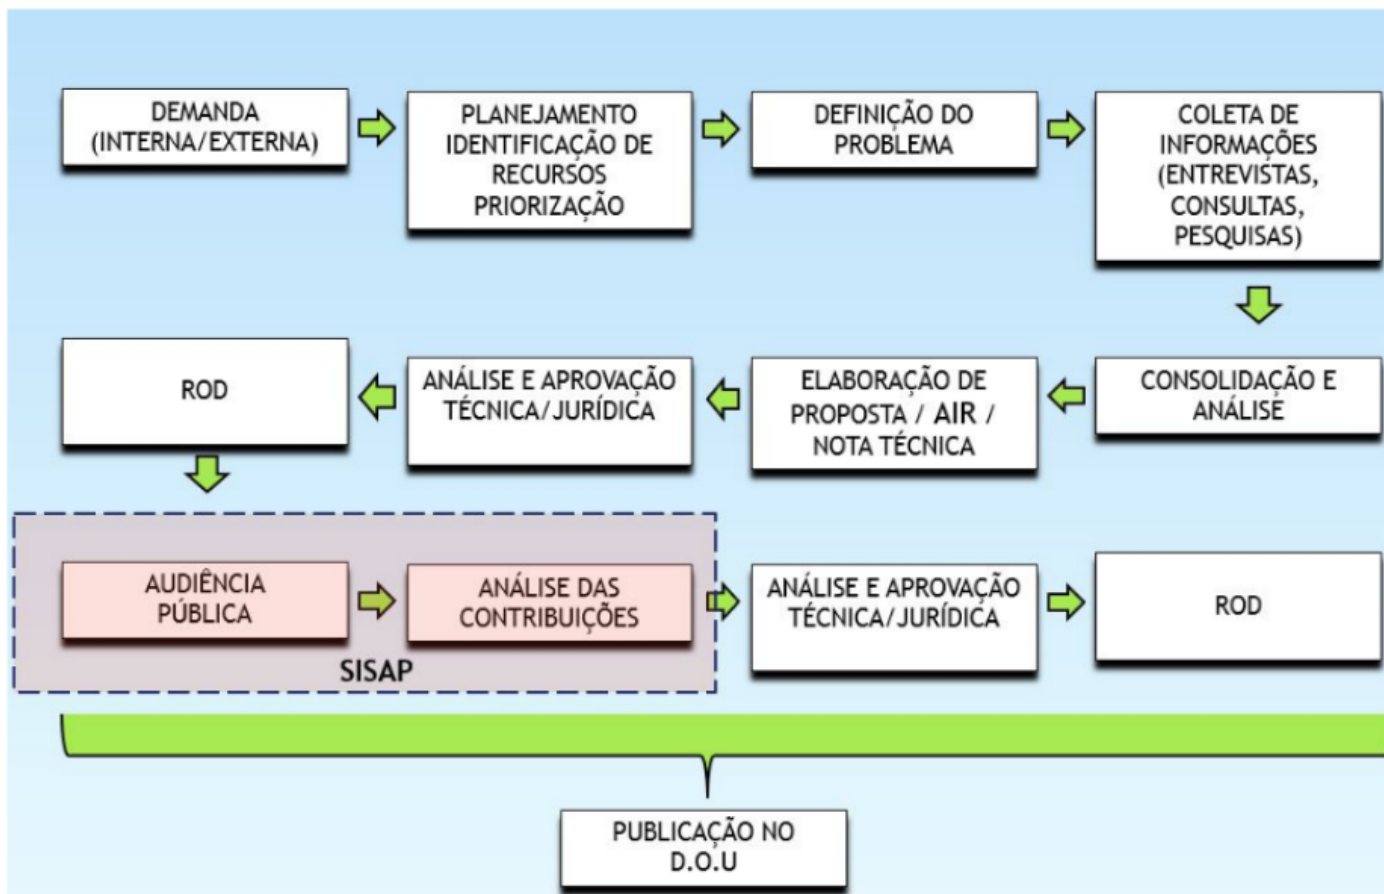 DEMANDA
(INTERNA/EXTERNA)
PLANEJAMENTO
IDENTIFICAÇÃO DE
RECURSOS
PRIORIZAÇÃO
DEFINIÇÃO DO
PROBLEMA
COLETA DE
INFORMAÇÕES
(ENTREVISTAS,
CONSULTAS,
PESQUISAS)
CONSOLIDAÇÃO E
ANÁLISE
ELABORAÇÃO DE
PROPOSTA / AIR /
NOTA TÉCNICA
ANÁLISE E APROVAÇÃO
TÉCNICA/JURÍDICA
ROD
AUDIÊNCIA
PÚBLICA
ANÁLISE DAS
CONTRIBUIÇÕES
SISAP
ANÁLISE E APROVAÇÃO
TÉCNICA/JURÍDICA
ROD
PUBLICAÇÃO NO
D.O.U